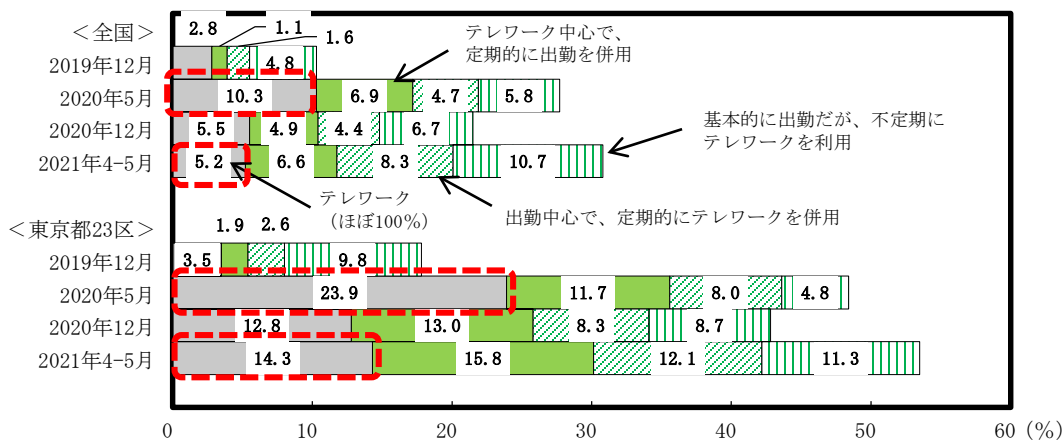 ＜全国＞
2.8
1.1
1.6
2019年12月
4.8
テレワーク中心で、
定期的に出勤を併用
2020年5月
10.3
6.9
4.7
5.8
2020年12月
5.5
4.9
4.4
6.7
基本的に出勤だが、不定期に
テレワークを利用
2021年4-5月
5.2
6.6
8.3
10.7
テレワーク
（ほぼ100%）
出勤中心で、定期的にテレワークを併用
＜東京都23区＞
1.9
2.6
2019年12月
3.5
9.8
2020年5月
23.9
11.7
8.0
4.8
2020年12月
12.8
13.0
8.3
8.7
2021年4-5月
14.3
15.8
12.1
11.3
0 10 20 30 40 50 60 (%)